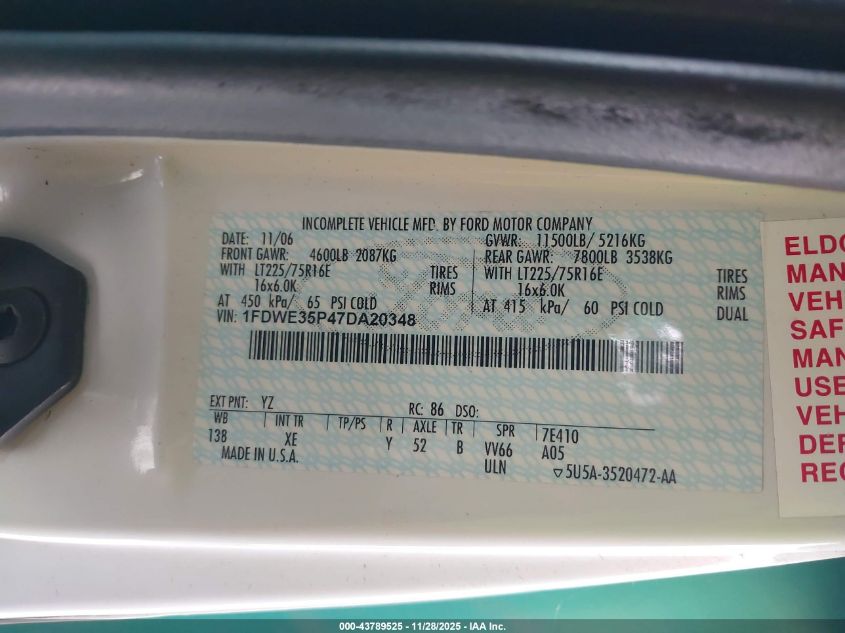 INCOMPLETE VEHICLE MFD. BY FORD MOTOR COMPANY
DATE: 11/06 GVWR: 11500LB/ 5216KG
FRONT GAWR: 4600LB 2087KG REAR GAWR: 7800LB 3538KG
WITH LT225/75R16E TIRES WITH LT225/75R16E TIRES
16x6.0K RIMS 16x6.0K RIMS
AT 450 kPa/ 65 PSI COLD AT 415 kPa/ 60 PSI COLD DUAL
VIN: 1FDWE35P47DA20348
EXT PNT: YZ RC: 86 DSO:
WB INT TR TP/PS R AXLE TR SPR 7E410
138 XE Y 52 B VV66 A05
MADE IN U.S.A. ULN ▽5U5A-3520472-AA
ELDO
MAN
VEH
SAF
MAN
USE
VEH
DEF
REC
000-43789525 - 11/28/2025 - IAA Inc.